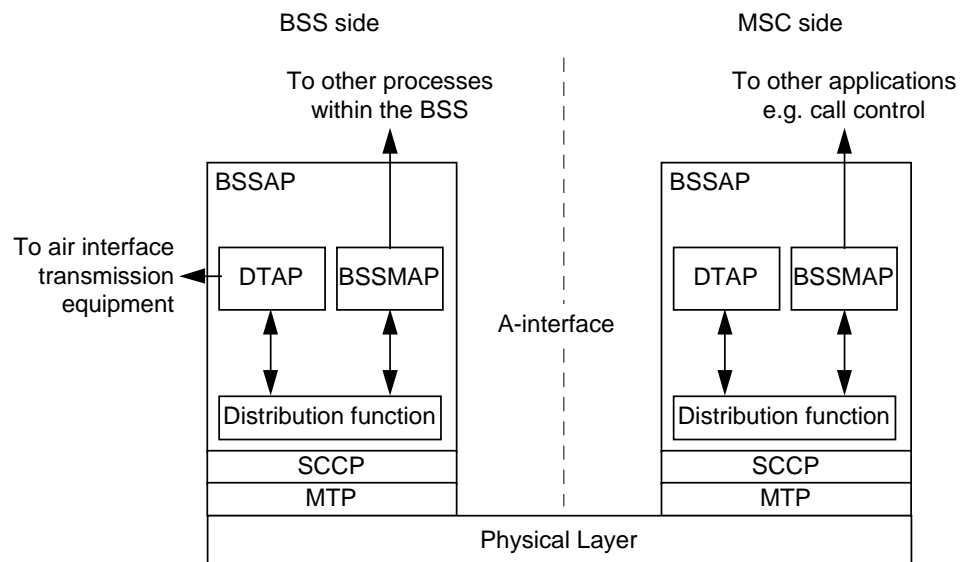 BSS side
MSC side
To other processes
within the BSS
To other applications
e.g. call control
BSSAP
BSSAP
To air interface
transmission
equipment
DTAP
BSSMAP
DTAP
BSSMAP
A-interface
Distribution function
Distribution function
SCCP
SCCP
MTP
MTP
Physical Layer